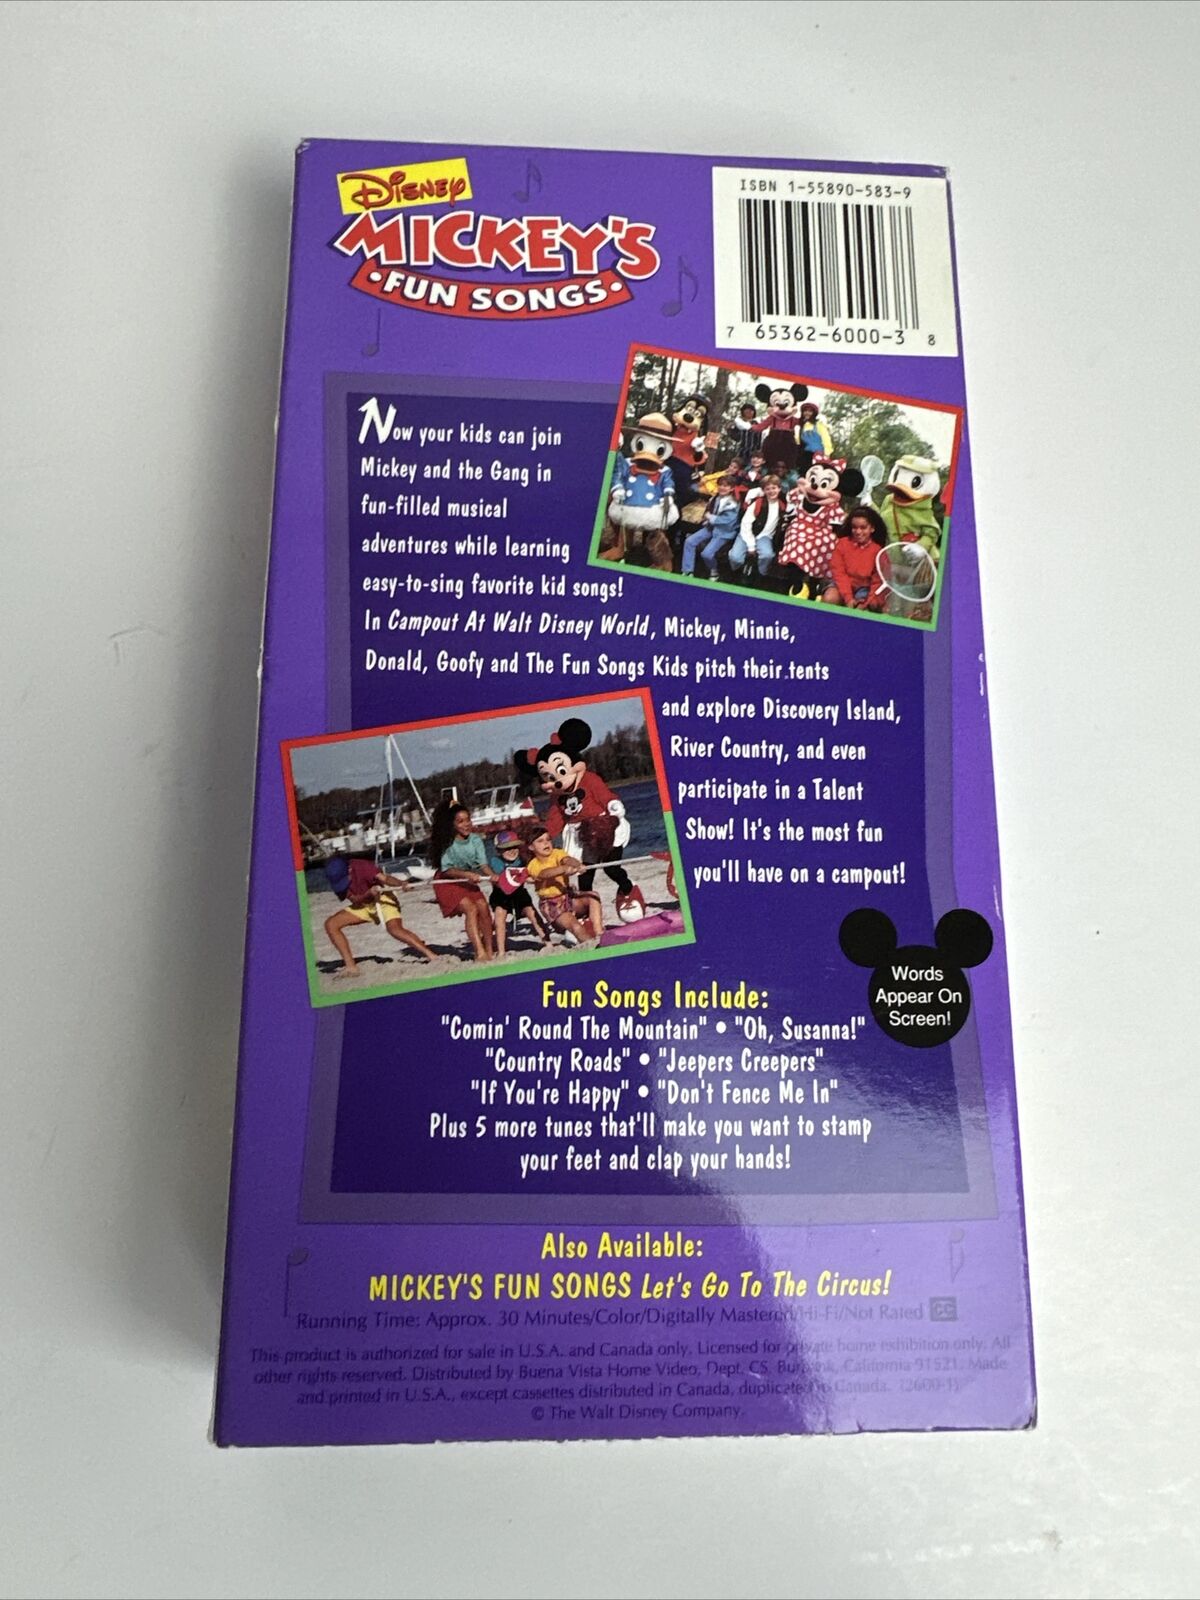 Disney
MICKEY'S
•FUN SONGS•
ISBN 1-55890-583-9
7 65362-6000-3 8
Now your kids can join
Mickey and the Gang in
fun-filled musical
adventures while learning
easy-to-sing favorite kid songs!
In Campout At Walt Disney World, Mickey, Minnie,
Donald, Goofy and The Fun Songs Kids pitch their tents
and explore Discovery Island,
River Country, and even
participate in a Talent
Show! It's the most fun
you'll have on a campout!
Words
Appear On
Screen!
Fun Songs Include:
"Comin' Round The Mountain" • "Oh, Susanna!"
"Country Roads" • "Jeepers Creepers"
"If You're Happy" • "Don't Fence Me In"
Plus 5 more tunes that'll make you want to stamp
your feet and clap your hands!
Also Available:
MICKEY'S FUN SONGS Let's Go To The Circus!
Running Time: Approx. 30 Minutes/Color/Digitally Mastered/Hi-Fi/Not Rated CC
This product is authorized for sale in U.S.A. and Canada only. Licensed for private home exhibition only. All
other rights reserved. Distributed by Buena Vista Home Video, Dept. CS, Burbank, California 91521. Made
and printed in U.S.A., except cassettes distributed in Canada, duplicated in Canada. (2600-1)
© The Walt Disney Company.